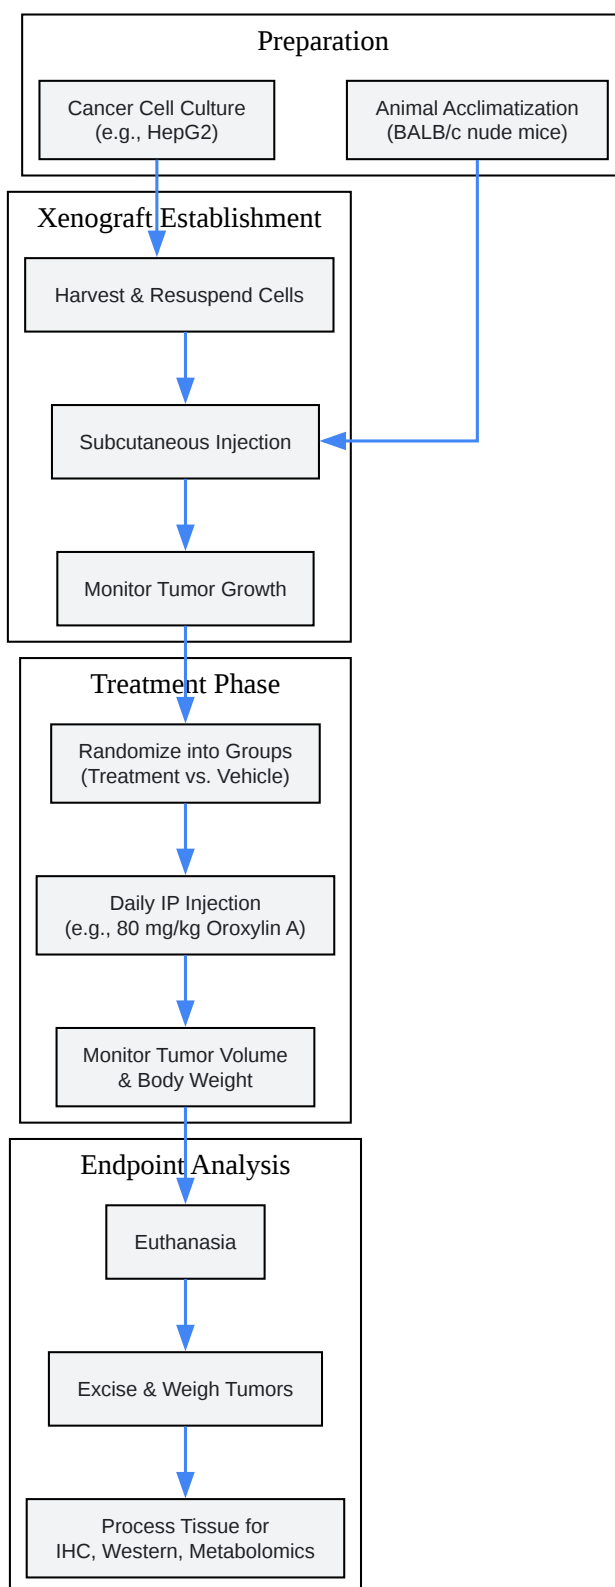 Preparation
Cancer Cell Culture
(e.g., HepG2)
Animal Acclimatization
(BALB/c nude mice)
Xenograft Establishment
Harvest & Resuspend Cells
Subcutaneous Injection
Monitor Tumor Growth
Treatment Phase
Randomize into Groups
(Treatment vs. Vehicle)
Daily IP Injection
(e.g., 80 mg/kg Oroxylin A)
Monitor Tumor Volume
& Body Weight
Endpoint Analysis
Euthanasia
Excise & Weigh Tumors
Process Tissue for
IHC, Western, Metabolomics